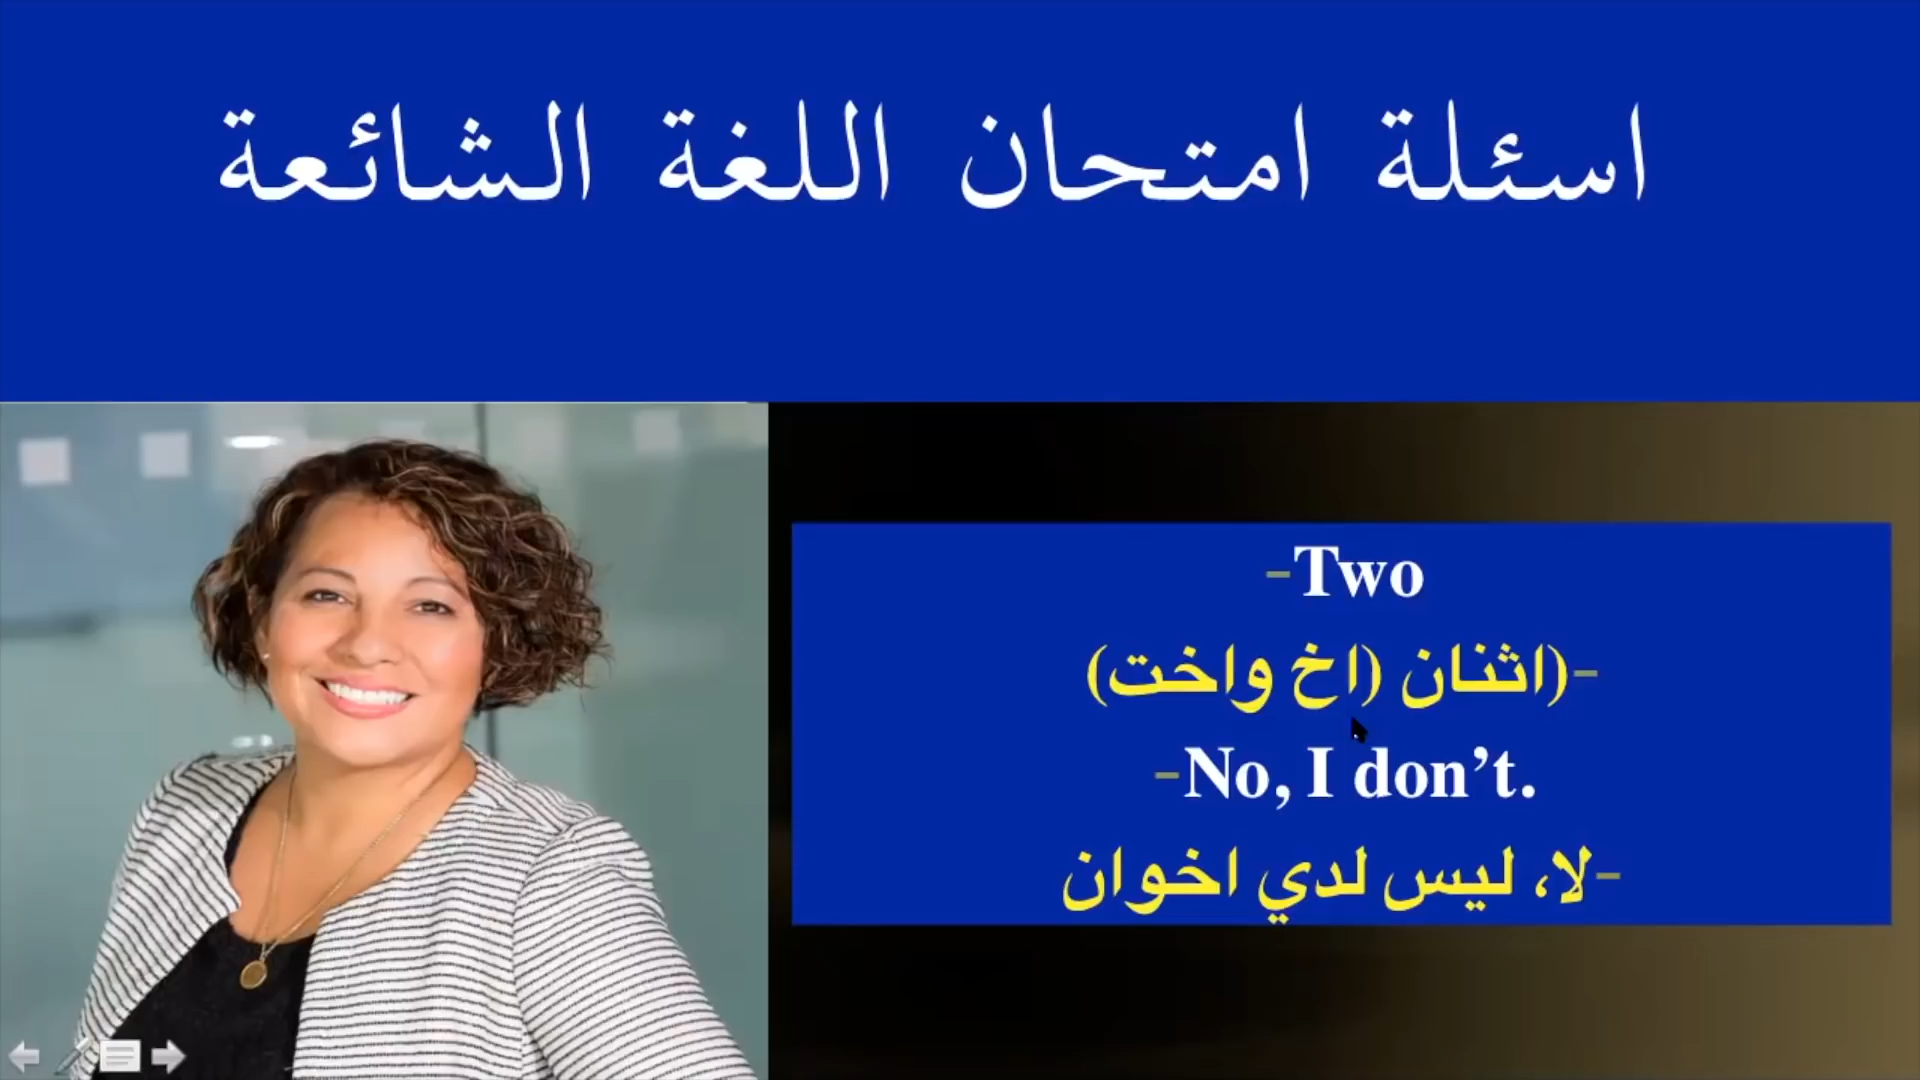 اسئلة امتحان اللغة الشائعة
-Two
-(اثنان (اخ واخت)
-No, I don’t.
-لا، ليس لدي اخوان